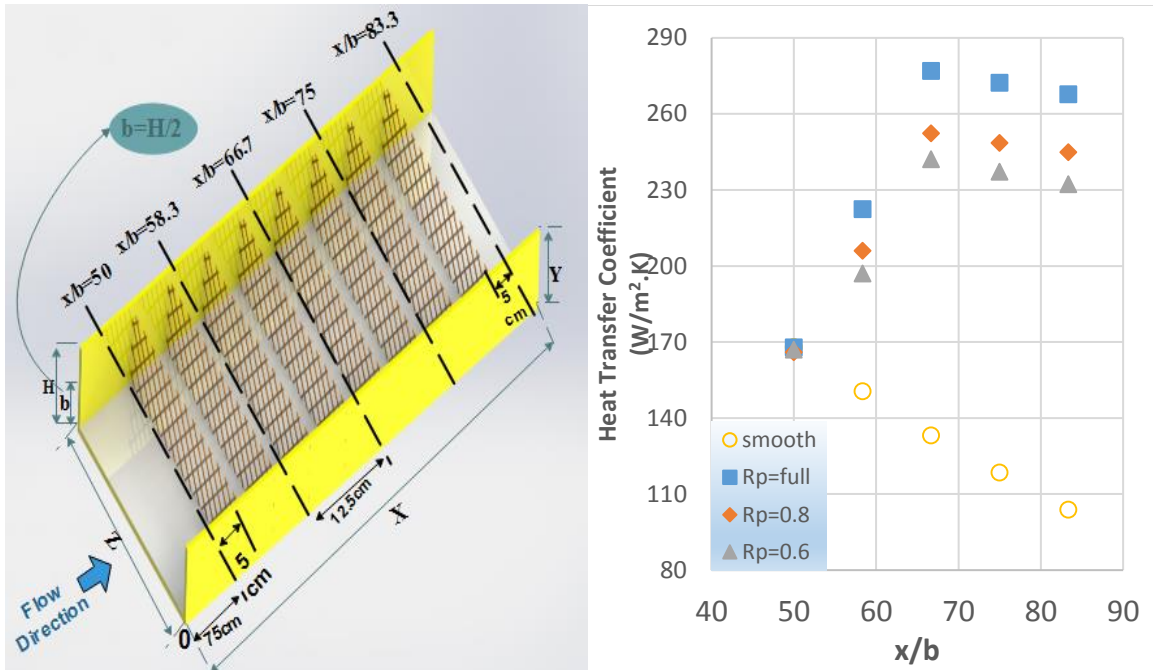 x/b=83.3
x/b=75
x/b=66.7
x/b=58.3
x/b=50
b=H/2
H
b
Y
5
cm
X
12.5cm
5
cm
75cm
0
Z
Flow
Direction
Heat Transfer Coefficient
(W/m².K)
290
260
230
200
170
140
110
80
smooth
Rp=full
Rp=0.8
Rp=0.6
40 50 60 70 80 90
x/b